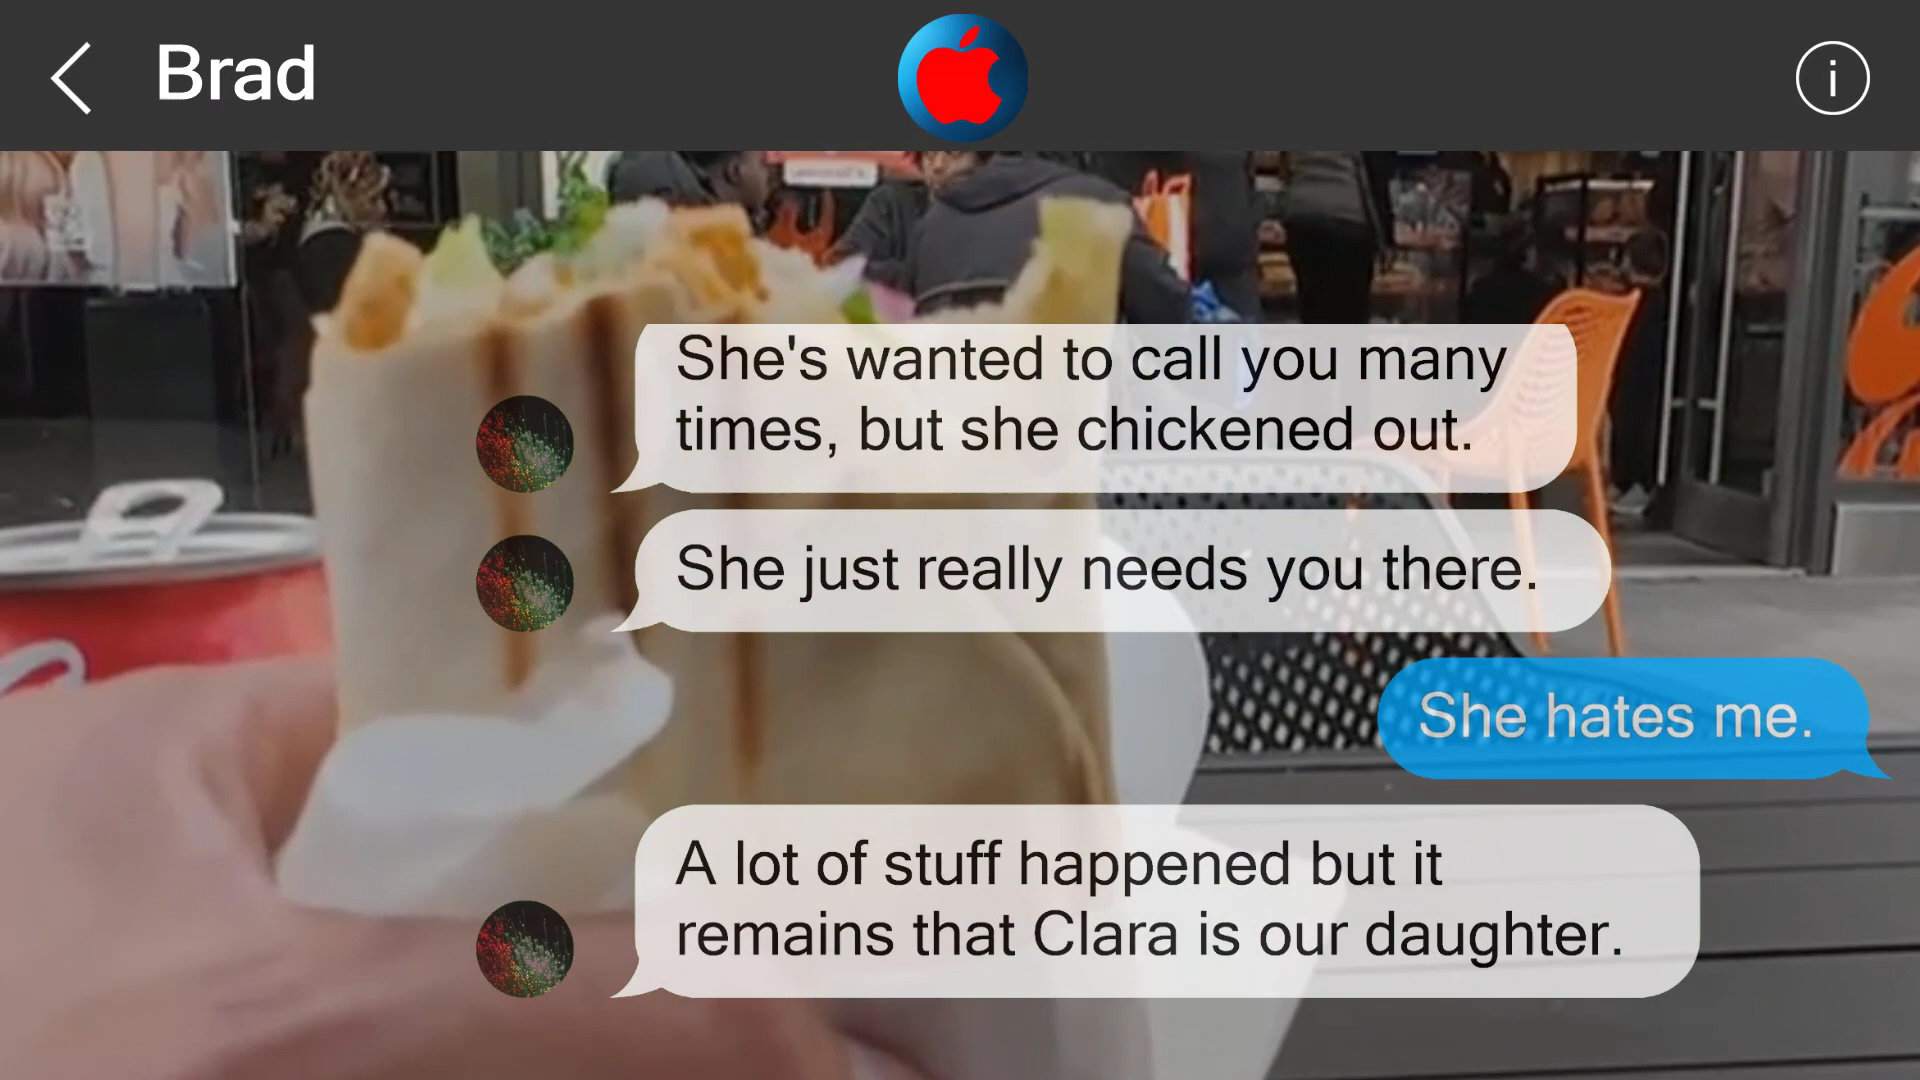 Brad
She's wanted to call you many
times, but she chickened out.
She just really needs you there.
She hates me.
A lot of stuff happened but it
remains that Clara is our daughter.